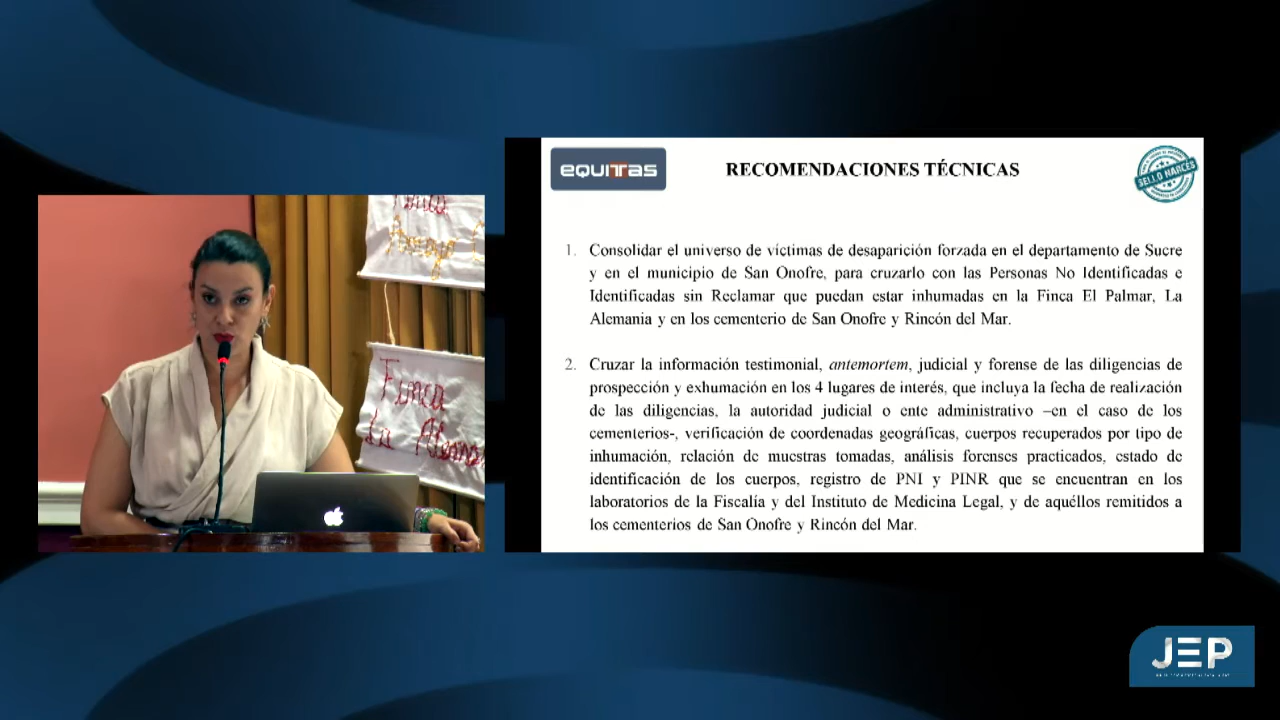 Finca
La Alemania
equitas
RECOMENDACIONES TÉCNICAS
SELLO NARCÉS
1. Consolidar el universo de víctimas de desaparición forzada en el departamento de Sucre
y en el municipio de San Onofre, para cruzarlo con las Personas No Identificadas e
Identificadas sin Reclamar que puedan estar inhumadas en la Finca El Palmar, La
Alemania y en los cementerio de San Onofre y Rincón del Mar.
2. Cruzar la información testimonial, antemortem, judicial y forense de las diligencias de
prospección y exhumación en los 4 lugares de interés, que incluya la fecha de realización
de las diligencias, la autoridad judicial o ente administrativo –en el caso de los
cementerios-, verificación de coordenadas geográficas, cuerpos recuperados por tipo de
inhumación, relación de muestras tomadas, análisis forenses practicados, estado de
identificación de los cuerpos, registro de PNI y PINR que se encuentran en los
laboratorios de la Fiscalía y del Instituto de Medicina Legal, y de aquéllos remitidos a
los cementerios de San Onofre y Rincón del Mar.
JEP